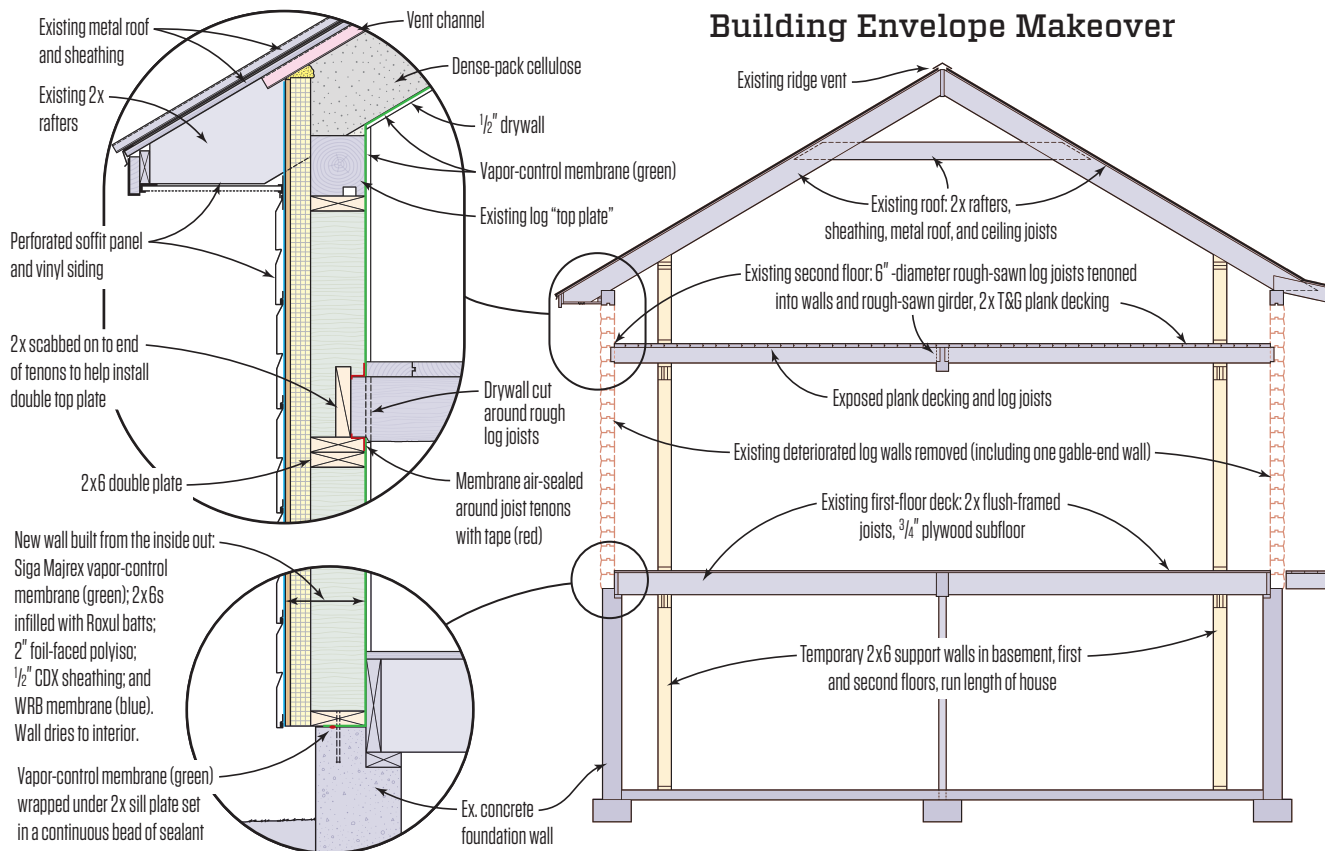 Building Envelope Makeover
Existing metal roof
and sheathing
Existing 2x
rafters
Perforated soffit panel
and vinyl siding
2x scabbed on to end
of tenons to help install
double top plate
2x6 double plate
Vent channel
Dense-pack cellulose
1/2" drywall
Vapor-control membrane (green)
Existing log “top plate”
Drywall cut
around rough
log joists
Membrane air-sealed
around joist tenons
with tape (red)
New wall built from the inside out:
Siga Majrex vapor-control
membrane (green); 2x6s
infilled with Roxul batts;
2" foil-faced polyiso;
1/2" CDX sheathing; and
WRB membrane (blue).
Wall dries to interior.
Vapor-control membrane (green)
wrapped under 2x sill plate set
in a continuous bead of sealant
Ex. concrete
foundation wall
Existing ridge vent
Existing roof: 2x rafters,
sheathing, metal roof, and ceiling joists
Existing second floor: 6" -diameter rough-sawn log joists tenoned
into walls and rough-sawn girder, 2x T&G plank decking
Exposed plank decking and log joists
Existing deteriorated log walls removed (including one gable-end wall)
Existing first-floor deck: 2x flush-framed
joists, 3/4" plywood subfloor
Temporary 2x6 support walls in basement, first
and second floors, run length of house